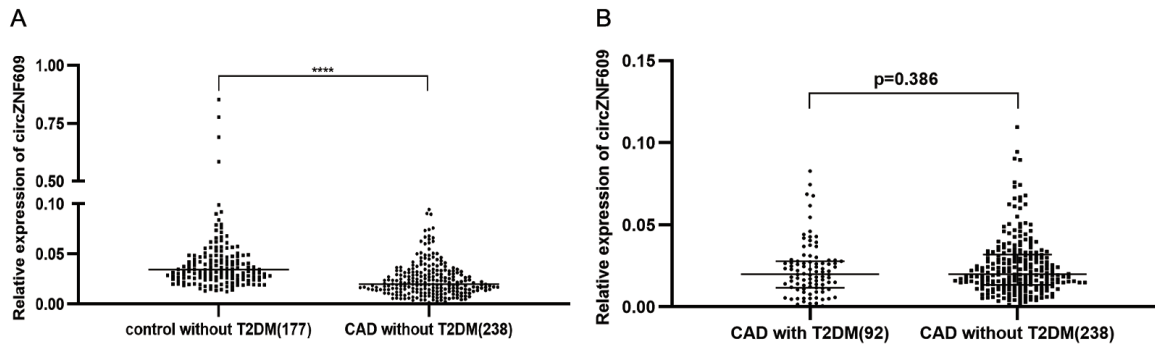 A
Relative expression of circZNF609
1.00
0.75
0.50
0.10
0.05
0.00
****
control without T2DM(177)
CAD without T2DM(238)
B
Relative expression of circZNF609
0.15
0.10
0.05
0.00
p=0.386
CAD with T2DM(92)
CAD without T2DM(238)